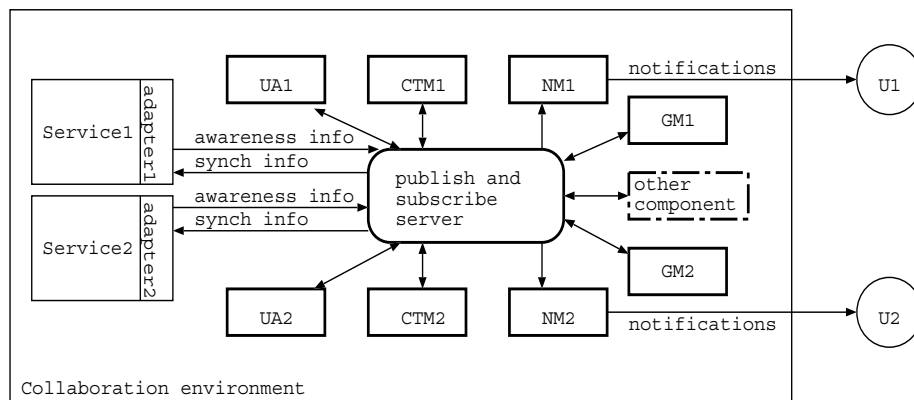 UA1
CTM1
NM1
notifications
U1
Service1
adapter1
awareness info
synch info
GM1
publish and
subscribe
server
other
component
Service2
adapter2
awareness info
synch info
GM2
UA2
CTM2
NM2
notifications
U2
Collaboration environment